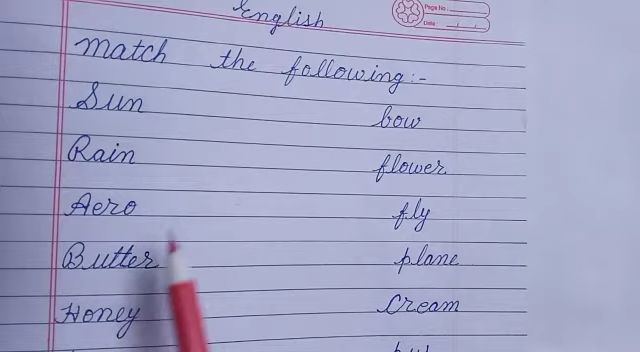 English
Page No:
Date:
Match the following:-
Sun bow
Rain flower
Aero fly
Butter plane
Honey Cream